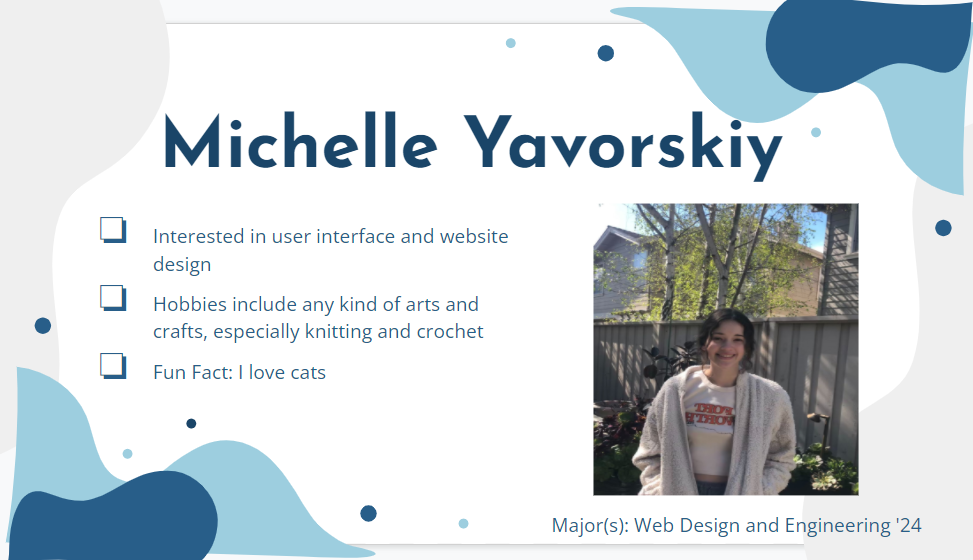 Michelle Yavorskiy
Interested in user interface and website
design
Hobbies include any kind of arts and
crafts, especially knitting and crochet
Fun Fact: I love cats
Major(s): Web Design and Engineering '24